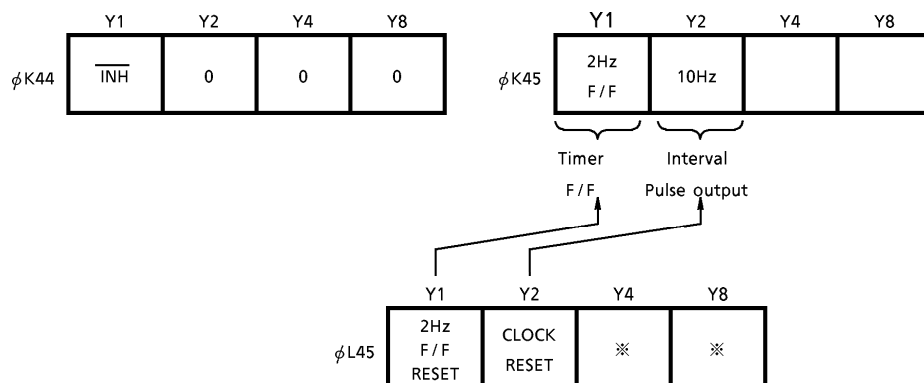 Y1 Y2 Y4 Y8
ϕK44 I̅N̅H̅ 0 0 0
Y1 Y2 Y4 Y8
ϕK45 2Hz F/F 10Hz
Timer F/F
Interval Pulse output
Y1 Y2 Y4 Y8
ϕL45 2Hz F/F RESET CLOCK RESET ※ ※